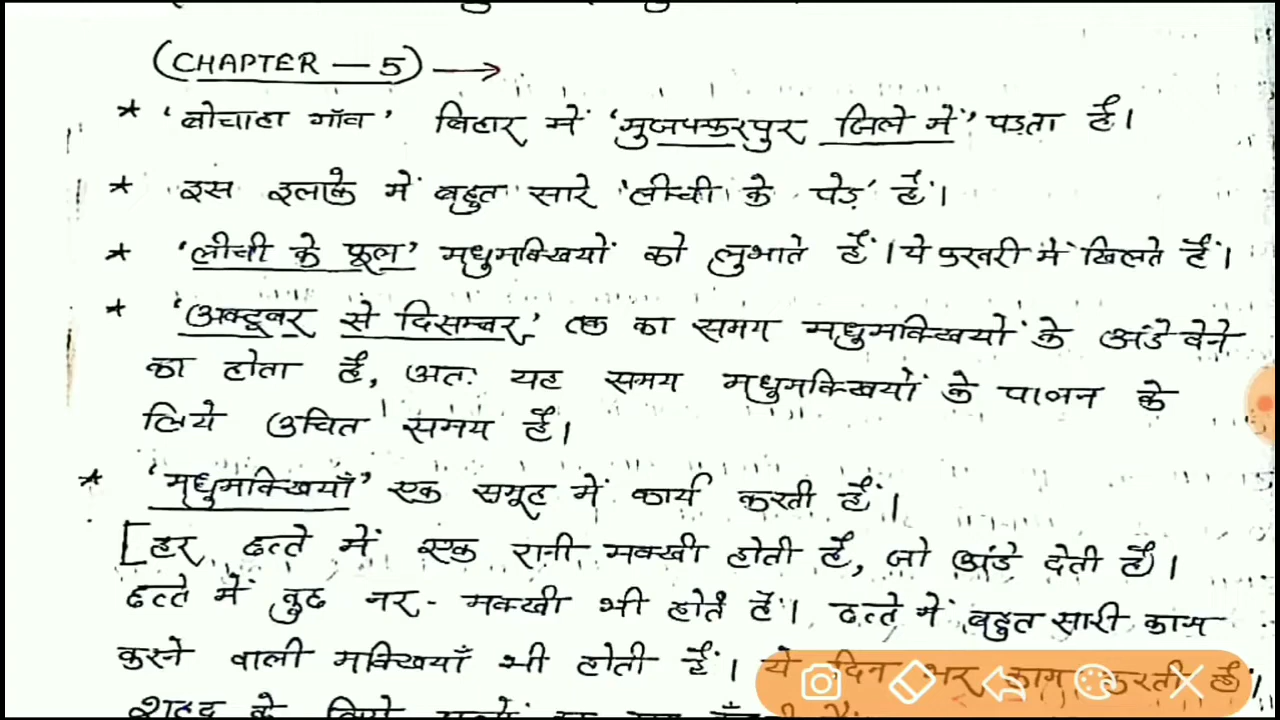 (CHAPTER — 5) →
* 'बोचाहा गाँव' बिहार में 'मुजफ्फरपुर जिले में' पड़ता है।
* इस इलाके में बहुत सारे 'लीची के पेड़' हैं।
* 'लीची के फूल' मधुमक्खियों को लुभाते हैं। ये फरवरी में खिलते हैं।
* 'अक्टूबर से दिसम्बर' तक का समय मधुमक्खियों के अंडे देने
का होता है, अतः यह समय मधुमक्खियों के पालन के
लिये उचित समय है।
* 'मधुमक्खियाँ' एक समूह में कार्य करती हैं।
[हर छत्ते में एक रानी मक्खी होती है, जो अंडे देती है।
छत्ते में कुछ नर - मक्खी भी होते हैं। छत्ते में बहुत सारी काम
करने वाली मक्खियाँ भी होती हैं। ये दिन भर काम करती हैं।
शहद के लिये